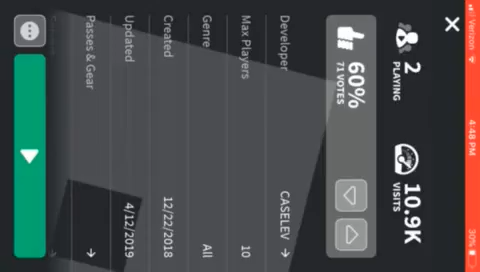 Verizon 4:48 PM 30%
2 PLAYING
10.9K VISITS
60%
71 VOTES
Developer CASELEV
Max Players 10
Genre All
Created 12/22/2018
Updated 4/12/2019
Passes & Gear